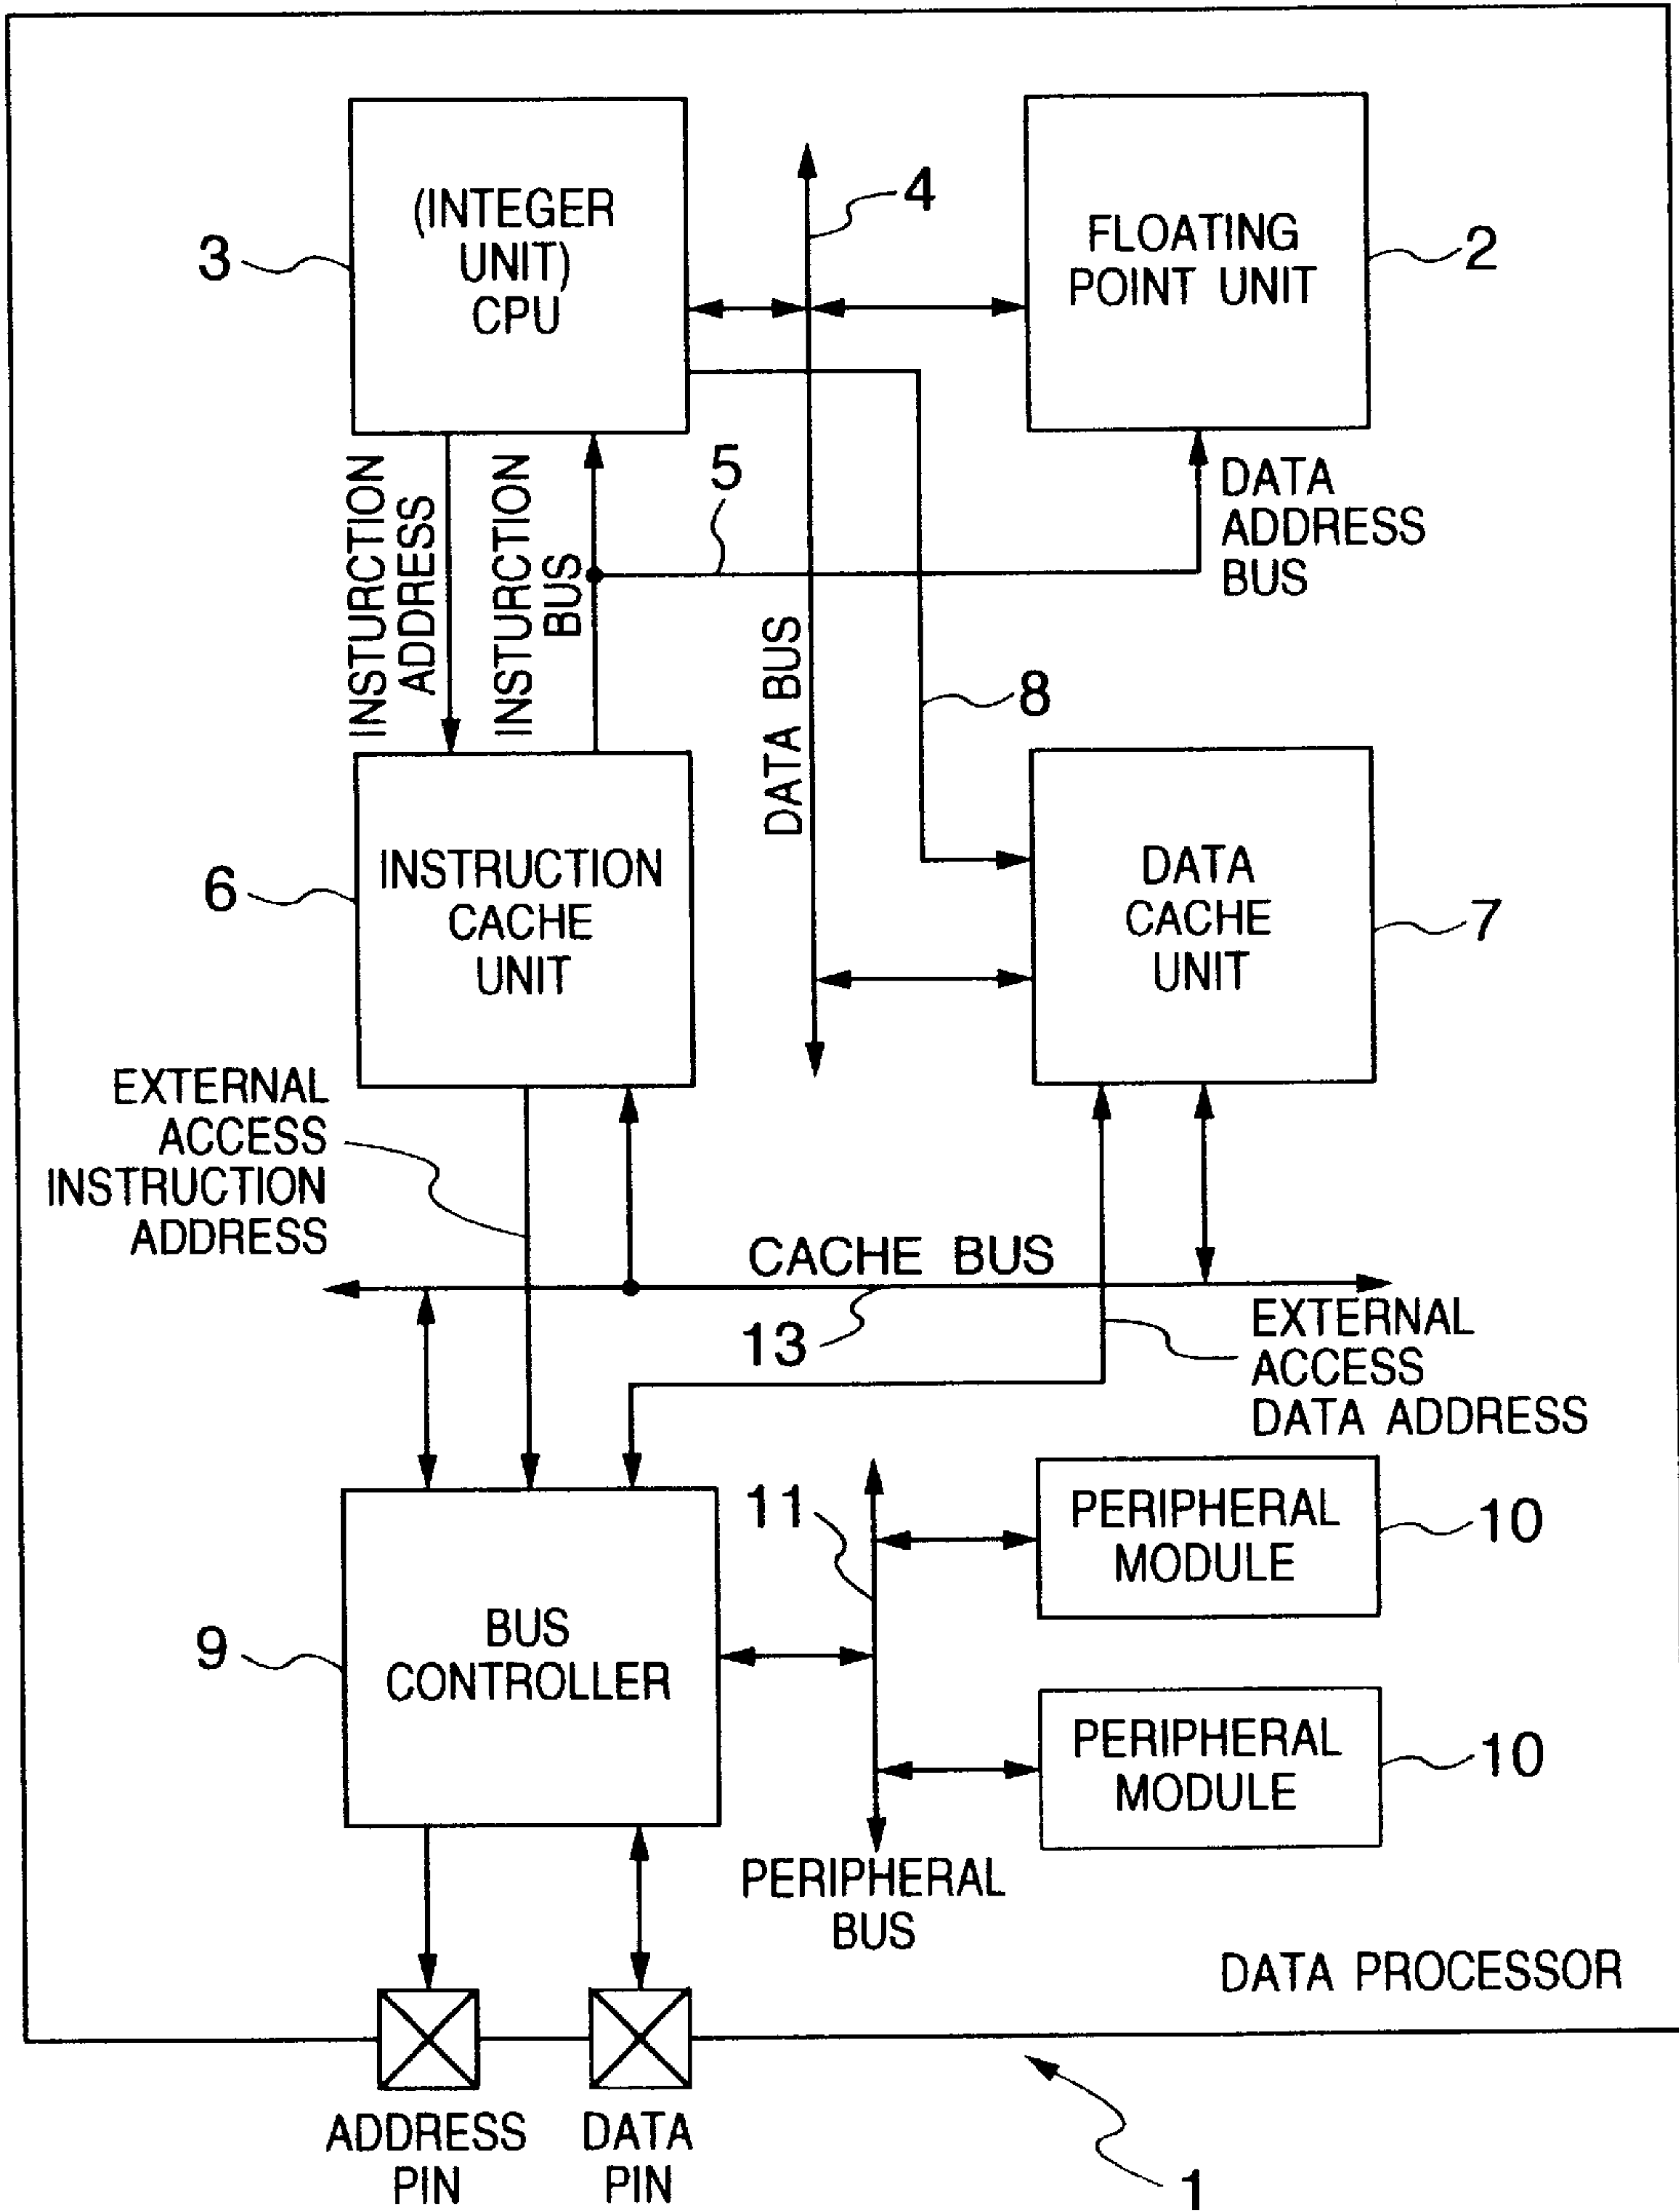 (INTEGER
UNIT)
CPU
3
4
FLOATING
POINT UNIT
2
INSTURCTION
ADDRESS
INSTURCTION
BUS
5
DATA
ADDRESS
BUS
DATA BUS
8
6
INSTRUCTION
CACHE
UNIT
DATA
CACHE
UNIT
7
EXTERNAL
ACCESS
INSTRUCTION
ADDRESS
CACHE BUS
13
EXTERNAL
ACCESS
DATA ADDRESS
11
PERIPHERAL
MODULE
10
9
BUS
CONTROLLER
PERIPHERAL
MODULE
10
PERIPHERAL
BUS
DATA PROCESSOR
ADDRESS
PIN
DATA
PIN
1